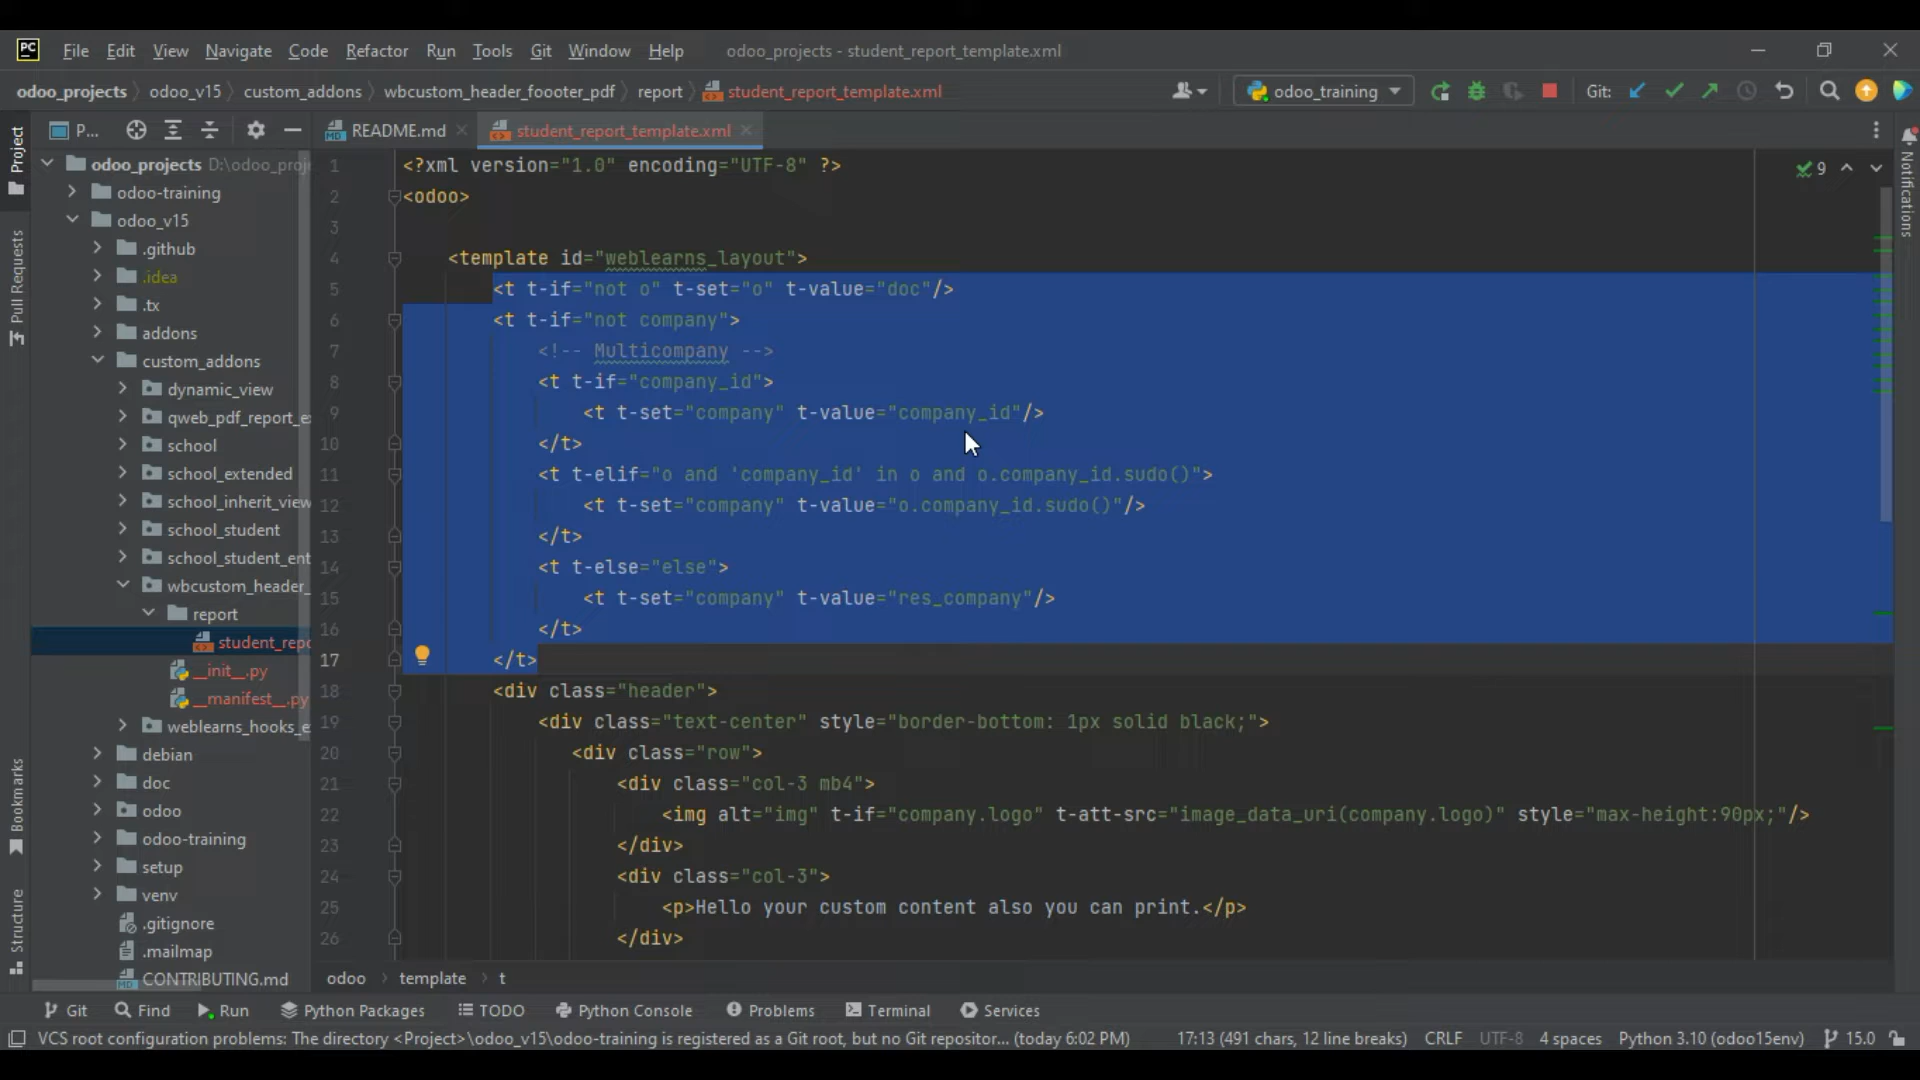 PC File Edit View Navigate Code Refactor Run Tools Git Window Help odoo_projects - student_report_template.xml
odoo_projects odoo_v15 custom_addons wbcustom_header_foooter_pdf report student_report_template.xml odoo_training Git:
Project P... README.md student_report_template.xml
odoo_projects D:\odoo_proj
odoo-training
odoo_v15
.github
.idea
.tx
addons
custom_addons
dynamic_view
qweb_pdf_report_e
school
school_extended
school_inherit_view
school_student
school_student_ent
wbcustom_header_
report
student_repo
__init__.py
__manifest__.py
weblearns_hooks_e
debian
doc
odoo
odoo-training
setup
venv
.gitignore
.mailmap
CONTRIBUTING.md
Pull Requests
Bookmarks
Structure
1 <?xml version="1.0" encoding="UTF-8" ?>
2 <odoo>
3
4 <template id="weblearns_layout">
5 <t t-if="not o" t-set="o" t-value="doc"/>
6 <t t-if="not company">
7 <!-- Multicompany -->
8 <t t-if="company_id">
9 <t t-set="company" t-value="company_id"/>
10 </t>
11 <t t-elif="o and 'company_id' in o and o.company_id.sudo()">
12 <t t-set="company" t-value="o.company_id.sudo()"/>
13 </t>
14 <t t-else="else">
15 <t t-set="company" t-value="res_company"/>
16 </t>
17 </t>
18 <div class="header">
19 <div class="text-center" style="border-bottom: 1px solid black;">
20 <div class="row">
21 <div class="col-3 mb4">
22 <img alt="img" t-if="company.logo" t-att-src="image_data_uri(company.logo)" style="max-height:90px;"/>
23 </div>
24 <div class="col-3">
25 <p>Hello your custom content also you can print.</p>
26 </div>
9
Notifications
odoo template t
Git Find Run Python Packages TODO Python Console Problems Terminal Services
VCS root configuration problems: The directory <Project>\odoo_v15\odoo-training is registered as a Git root, but no Git repositor... (today 6:02 PM) 17:13 (491 chars, 12 line breaks) CRLF UTF-8 4 spaces Python 3.10 (odoo15env) 15.0